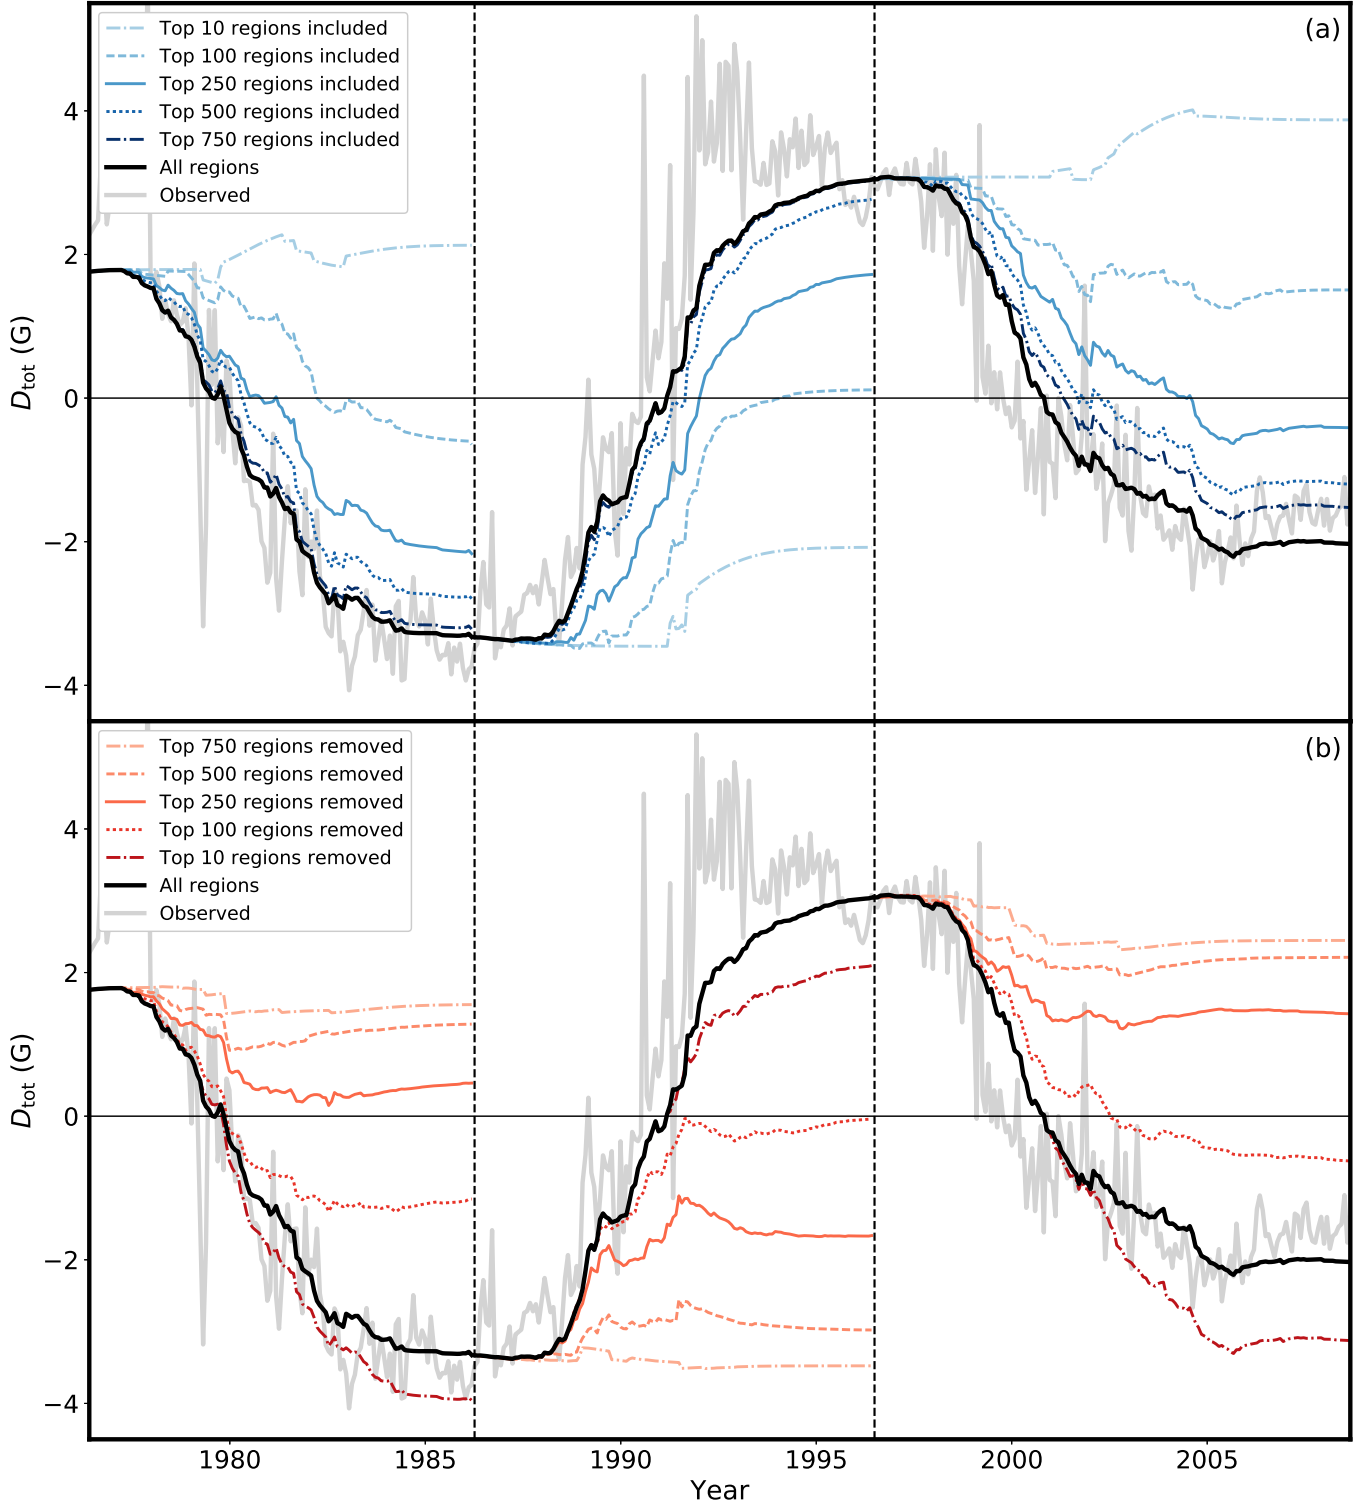 (a)
Top 10 regions included
Top 100 regions included
Top 250 regions included
Top 500 regions included
Top 750 regions included
All regions
Observed
4
2
0
−2
−4
D_tot (G)
(b)
Top 750 regions removed
Top 500 regions removed
Top 250 regions removed
Top 100 regions removed
Top 10 regions removed
All regions
Observed
4
2
0
−2
−4
D_tot (G)
1980 1985 1990 1995 2000 2005
Year